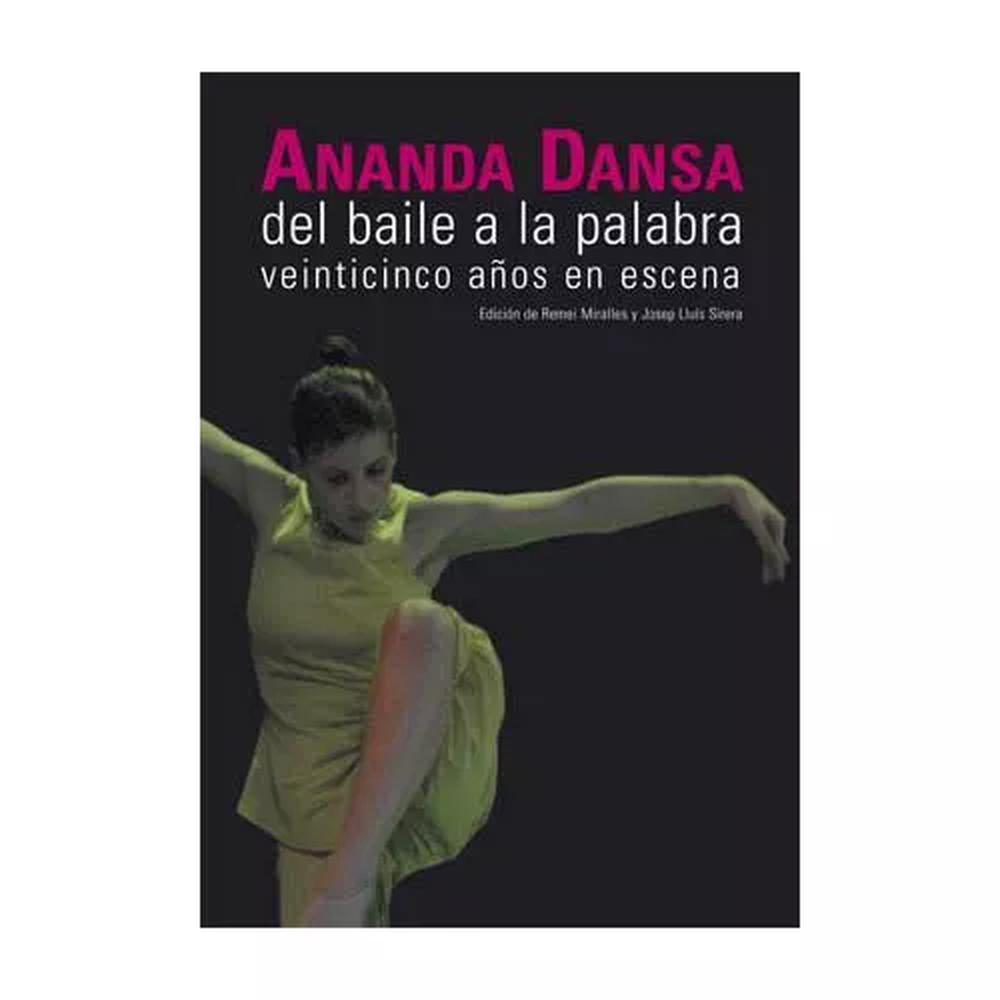 ANANDA DANSA
del baile a la palabra
veinticinco años en escena
Edición de Remei Miralles y Josep Lluís Sirera